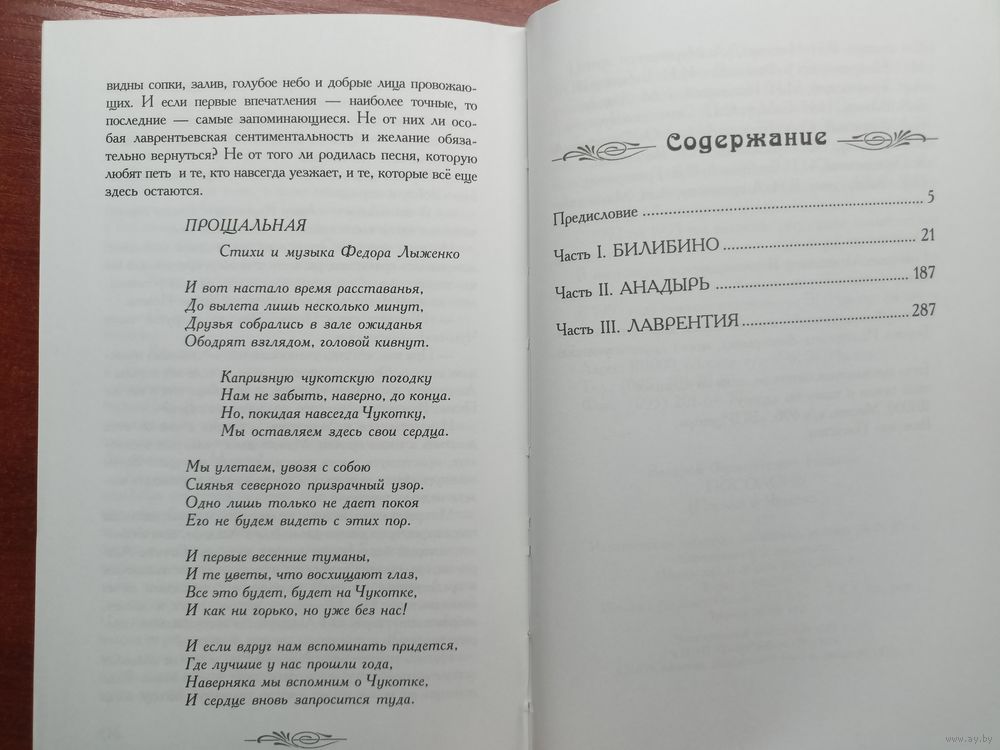 видны сопки, залив, голубое небо и добрые лица провожаю-
щих. И если первые впечатления — наиболее точные, то
последние — самые запоминающиеся. Не от них ли осо-
бая лаврентьевская сентиментальность и желание обяза-
тельно вернуться? Не от того ли родилась песня, которую
любят петь и те, кто навсегда уезжает, и те, которые всё еще
здесь остаются.
ПРОЩАЛЬНАЯ
Стихи и музыка Федора Лыженко
И вот настало время расставанья,
До вылета лишь несколько минут,
Друзья собрались в зале ожиданья
Ободрят взглядом, головой кивнут.
Капризную чукотскую погодку
Нам не забыть, наверно, до конца.
Но, покидая навсегда Чукотку,
Мы оставляем здесь свои сердца.
Мы улетаем, увозя с собою
Сиянья северного призрачный узор.
Одно лишь только не дает покоя
Его не будем видеть с этих пор.
И первые весенние туманы,
И те цветы, что восхищают глаз,
Все это будет, будет на Чукотке,
И как ни горько, но уже без нас!
И если вдруг нам вспоминать придется,
Где лучшие у нас прошли года,
Наверняка мы вспомним о Чукотке,
И сердце вновь запросится туда.
Содержание
Предисловие ........ 5
Часть I. БИЛИБИНО ........ 21
Часть II. АНАДЫРЬ ........ 187
Часть III. ЛАВРЕНТИЯ ........ 287
www.ay.by